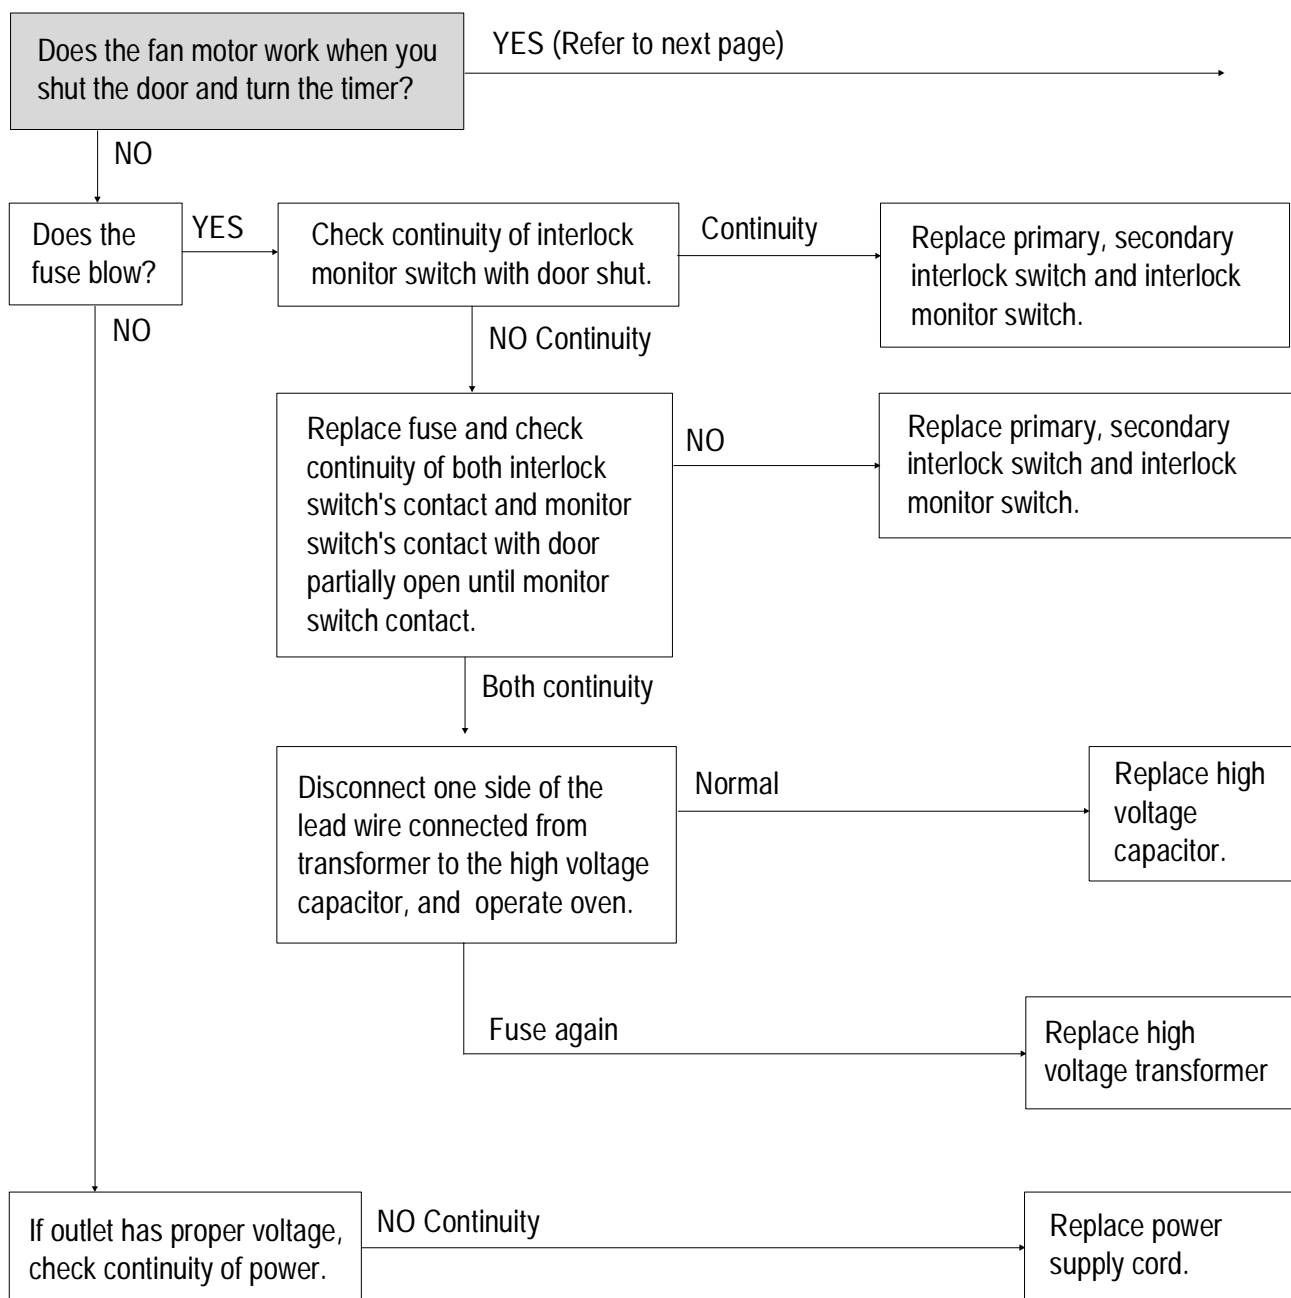 Does the fan motor work when you
shut the door and turn the timer?
YES (Refer to next page)
NO
Does the
fuse blow?
YES
Check continuity of interlock
monitor switch with door shut.
Continuity
Replace primary, secondary
interlock switch and interlock
monitor switch.
NO
NO Continuity
Replace fuse and check
continuity of both interlock
switch's contact and monitor
switch's contact with door
partially open until monitor
switch contact.
NO
Replace primary, secondary
interlock switch and interlock
monitor switch.
Both continuity
Disconnect one side of the
lead wire connected from
transformer to the high voltage
capacitor, and operate oven.
Normal
Replace high
voltage
capacitor.
Fuse again
Replace high
voltage transformer
If outlet has proper voltage,
check continuity of power.
NO Continuity
Replace power
supply cord.